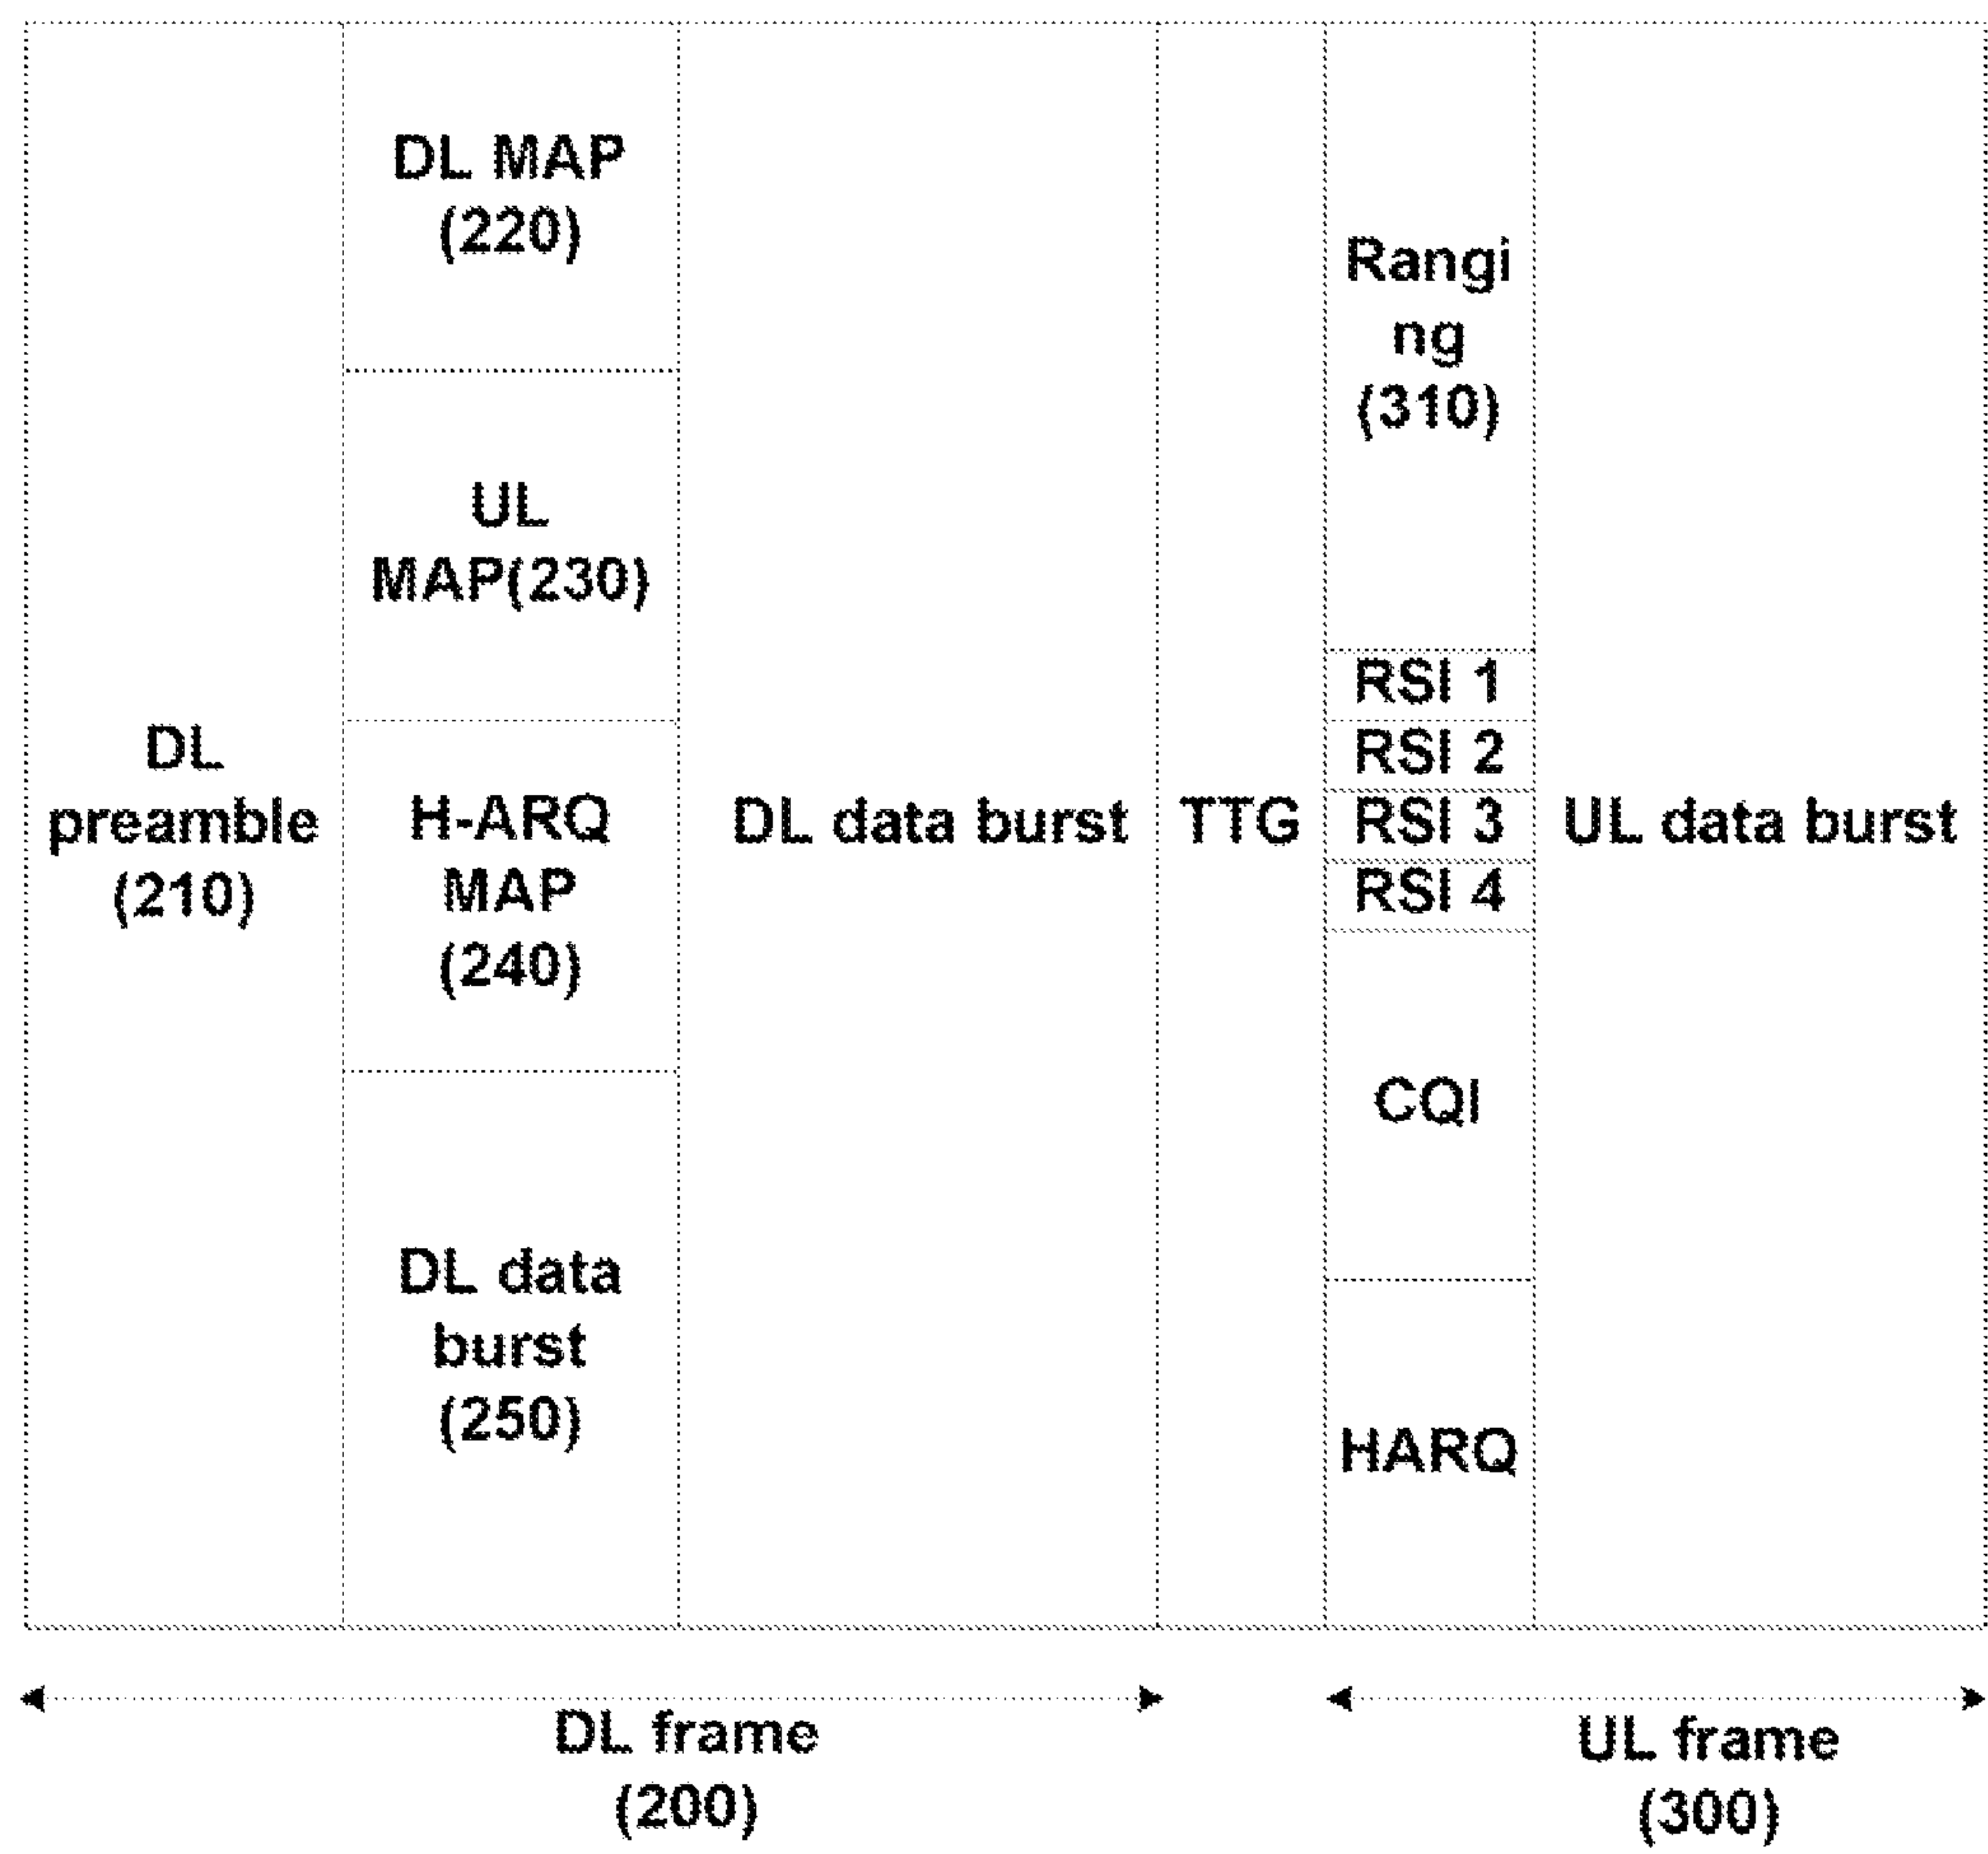 DL
preamble
(210)
DL MAP
(220)
UL
MAP(230)
H-ARQ
MAP
(240)
DL data
burst
(250)
DL data burst
TTG
Rangi
ng
(310)
RSI 1
RSI 2
RSI 3
RSI 4
CQI
HARQ
UL data burst
DL frame
(200)
UL frame
(300)